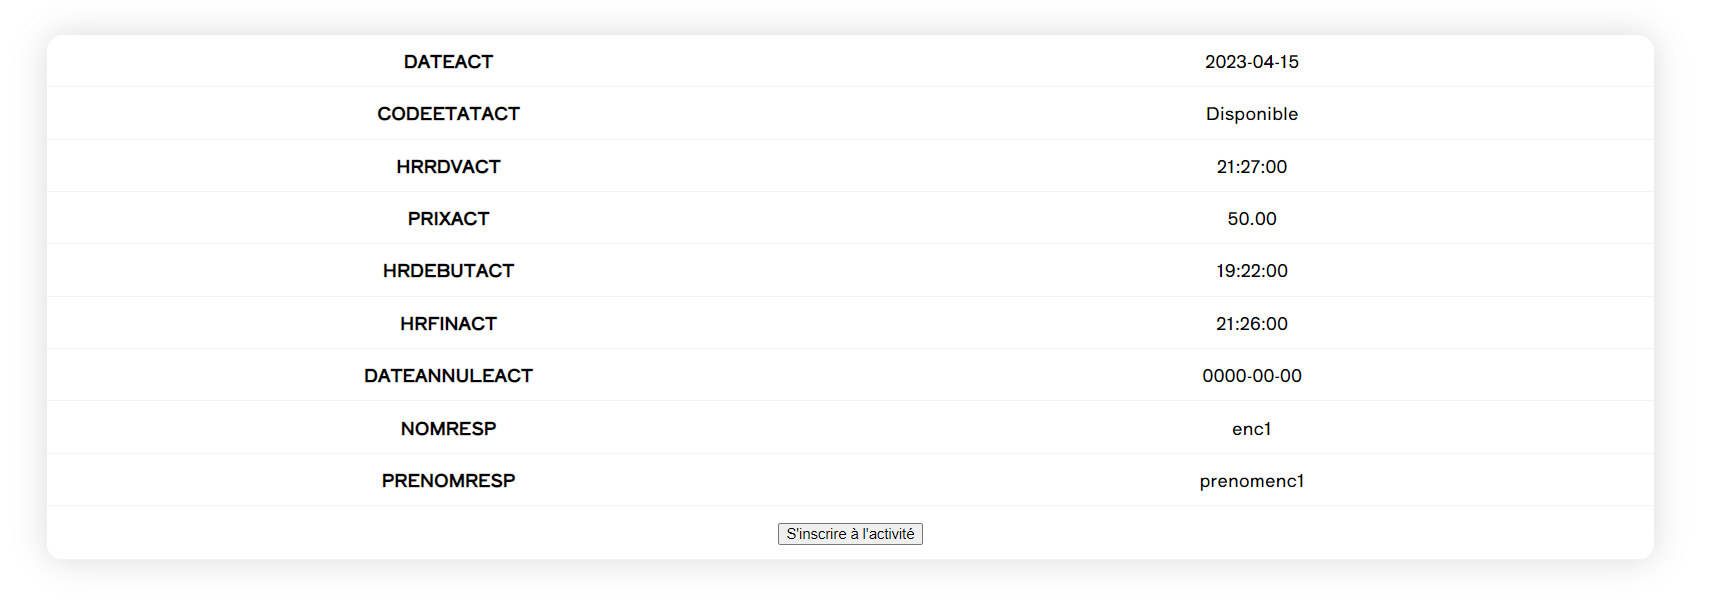 DATEACT 2023-04-15
CODEETATACT Disponible
HRRDVACT 21:27:00
PRIXACT 50.00
HRDEBUTACT 19:22:00
HRFINACT 21:26:00
DATEANNULEACT 0000-00-00
NOMRESP enc1
PRENOMRESP prenomenc1
S'inscrire à l'activité